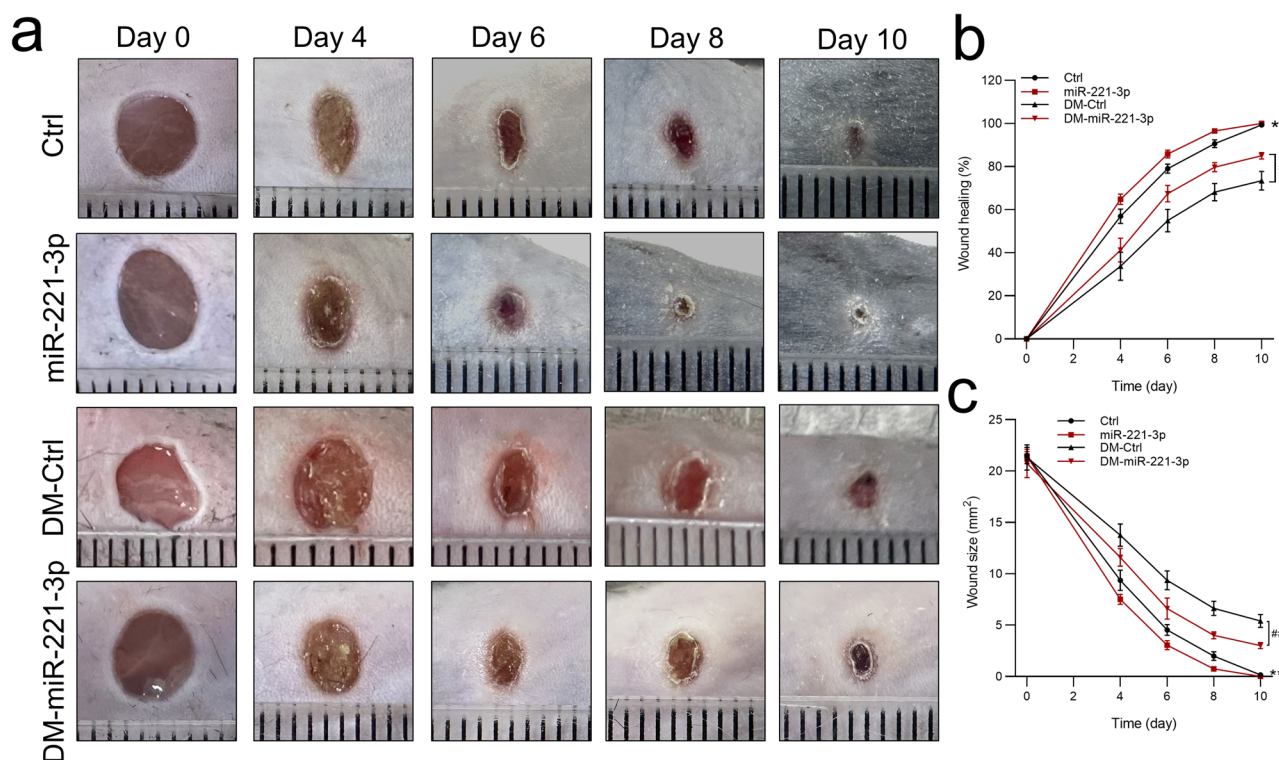 a
Day 0 Day 4 Day 6 Day 8 Day 10
Ctrl
miR-221-3p
DM-Ctrl
DM-miR-221-3p
b
120
100
80
60
40
20
0
Wound healing (%)
Ctrl
miR-221-3p
DM-Ctrl
DM-miR-221-3p
*
0 2 4 6 8 10
Time (day)
c
25
20
15
10
5
0
Wound size (mm²)
Ctrl
miR-221-3p
DM-Ctrl
DM-miR-221-3p
0 2 4 6 8 10
Time (day)